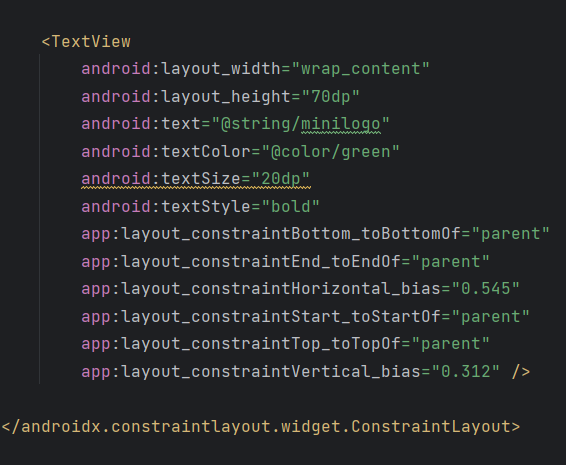 <TextView
android:layout_width="wrap_content"
android:layout_height="70dp"
android:text="@string/minilogo"
android:textColor="@color/green"
android:textSize="20dp"
android:textStyle="bold"
app:layout_constraintBottom_toBottomOf="parent"
app:layout_constraintEnd_toEndOf="parent"
app:layout_constraintHorizontal_bias="0.545"
app:layout_constraintStart_toStartOf="parent"
app:layout_constraintTop_toTopOf="parent"
app:layout_constraintVertical_bias="0.312" />
</androidx.constraintlayout.widget.ConstraintLayout>